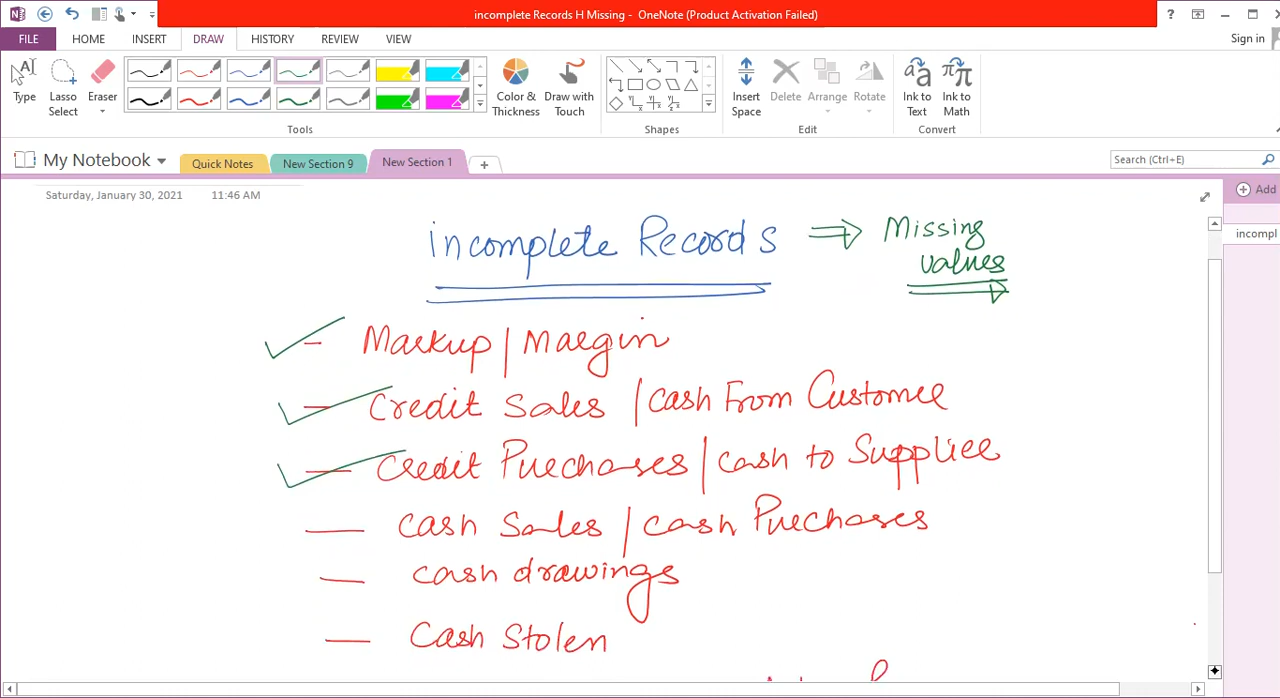 incomplete Records H Missing - OneNote (Product Activation Failed)
?
FILE HOME INSERT DRAW HISTORY REVIEW VIEW
Sign in
Type
Lasso Select
Eraser
Color & Thickness
Draw with Touch
Insert Space
Delete
Arrange
Rotate
Ink to Text
Ink to Math
Tools Shapes Edit Convert
My Notebook Quick Notes New Section 9 New Section 1 +
Search (Ctrl+E)
Add
Saturday, January 30, 2021 11:46 AM
incompl
incomplete Records ⇒ Missing
values
- Markup | Margin
- Credit Sales | Cash From Customer
- Credit Purchases | Cash to Supplier
- Cash Sales | Cash Purchases
- Cash drawings
- Cash Stolen